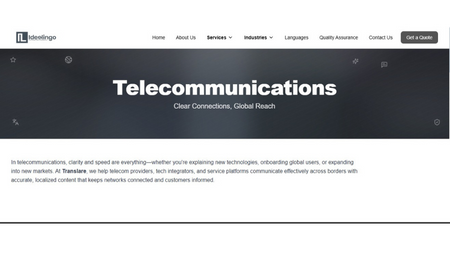 Idealingo
Home About Us Services Industries Languages Quality Assurance Contact Us Get a Quote
Telecommunications
Clear Connections, Global Reach
In telecommunications, clarity and speed are everything—whether you're explaining new technologies, onboarding global users, or expanding
into new markets. At Translare, we help telecom providers, tech integrators, and service platforms communicate effectively across borders with
accurate, localized content that keeps networks connected and customers informed.